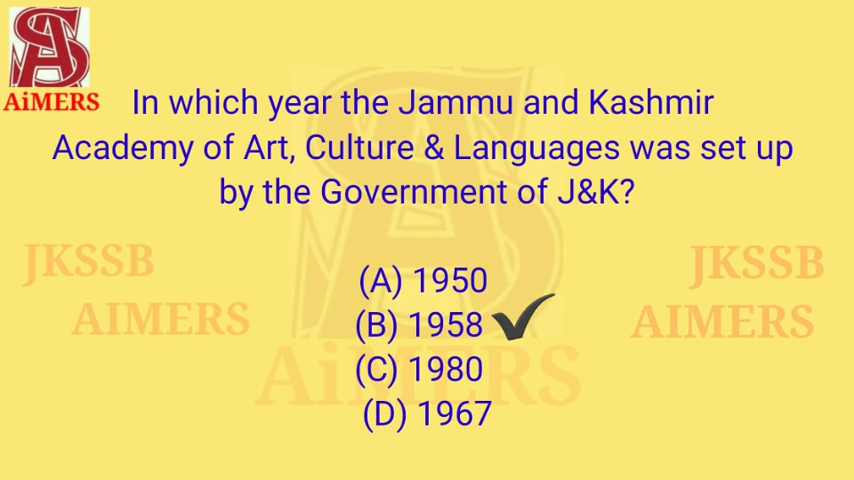 AiMERS
In which year the Jammu and Kashmir
Academy of Art, Culture & Languages was set up
by the Government of J&K?
JKSSB
AIMERS
JKSSB
AIMERS
(A) 1950
(B) 1958
(C) 1980
(D) 1967
AiMERS